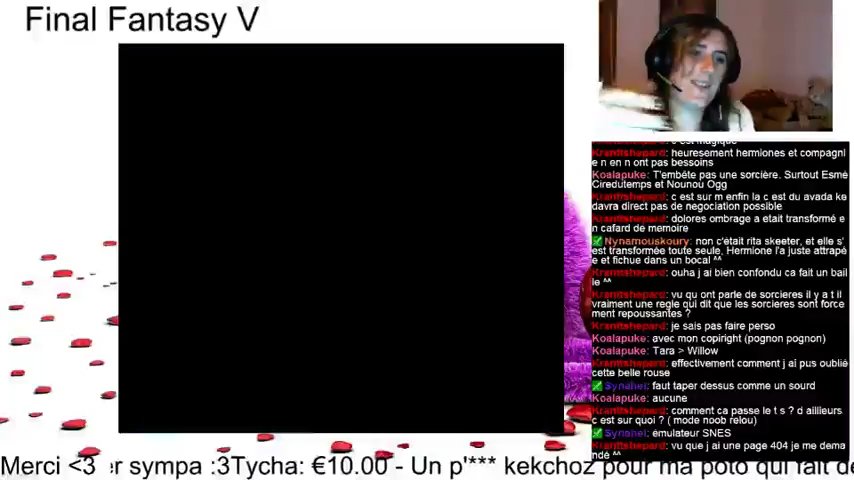 Final Fantasy V
c est magique
Kranitshepard: heuresement hermiones et compagni
e n en n ont pas bessoins
Koalapuke: T'embête pas une sorcière. Surtout Esmé
Ciredutemps et Nounou Ogg
Kranitshepard: c est sur m enfin la c est du avada ke
davra direct pas de negociation possible
Kranitshepard: dolores ombrage a etait transformé e
n cafard de memoire
Nynamouskoury: non c'était rita skeeter, et elle s'
est transformée toute seule, Hermione l'a juste attrapé
e et fichue dans un bocal ^^
Kranitshepard: ouha j ai bien confondu ca fait un bail
le ^^
Kranitshepard: vu qu ont parle de sorcieres il y a t il
vraiment une regle qui dit que les sorcieres sont force
ment repoussantes ?
Kranitshepard: je sais pas faire perso
Koalapuke: avec mon copiright (pognon pognon)
Koalapuke: Tara > Willow
Kranitshepard: effectivement comment j ai pus oublié
cette belle rouse
Synahel: faut taper dessus comme un sourd
Koalapuke: aucune
Kranitshepard: comment ca passe le t s ? d ailleurs
c est sur quoi ? ( mode noob relou)
Synahel: émulateur SNES
Kranitshepard: vu que j ai une page 404 je me dema
ndé ^^
Merci <3 er sympa :3Tycha: €10.00 - Un p'*** kekchoz pour ma poto qui fait de